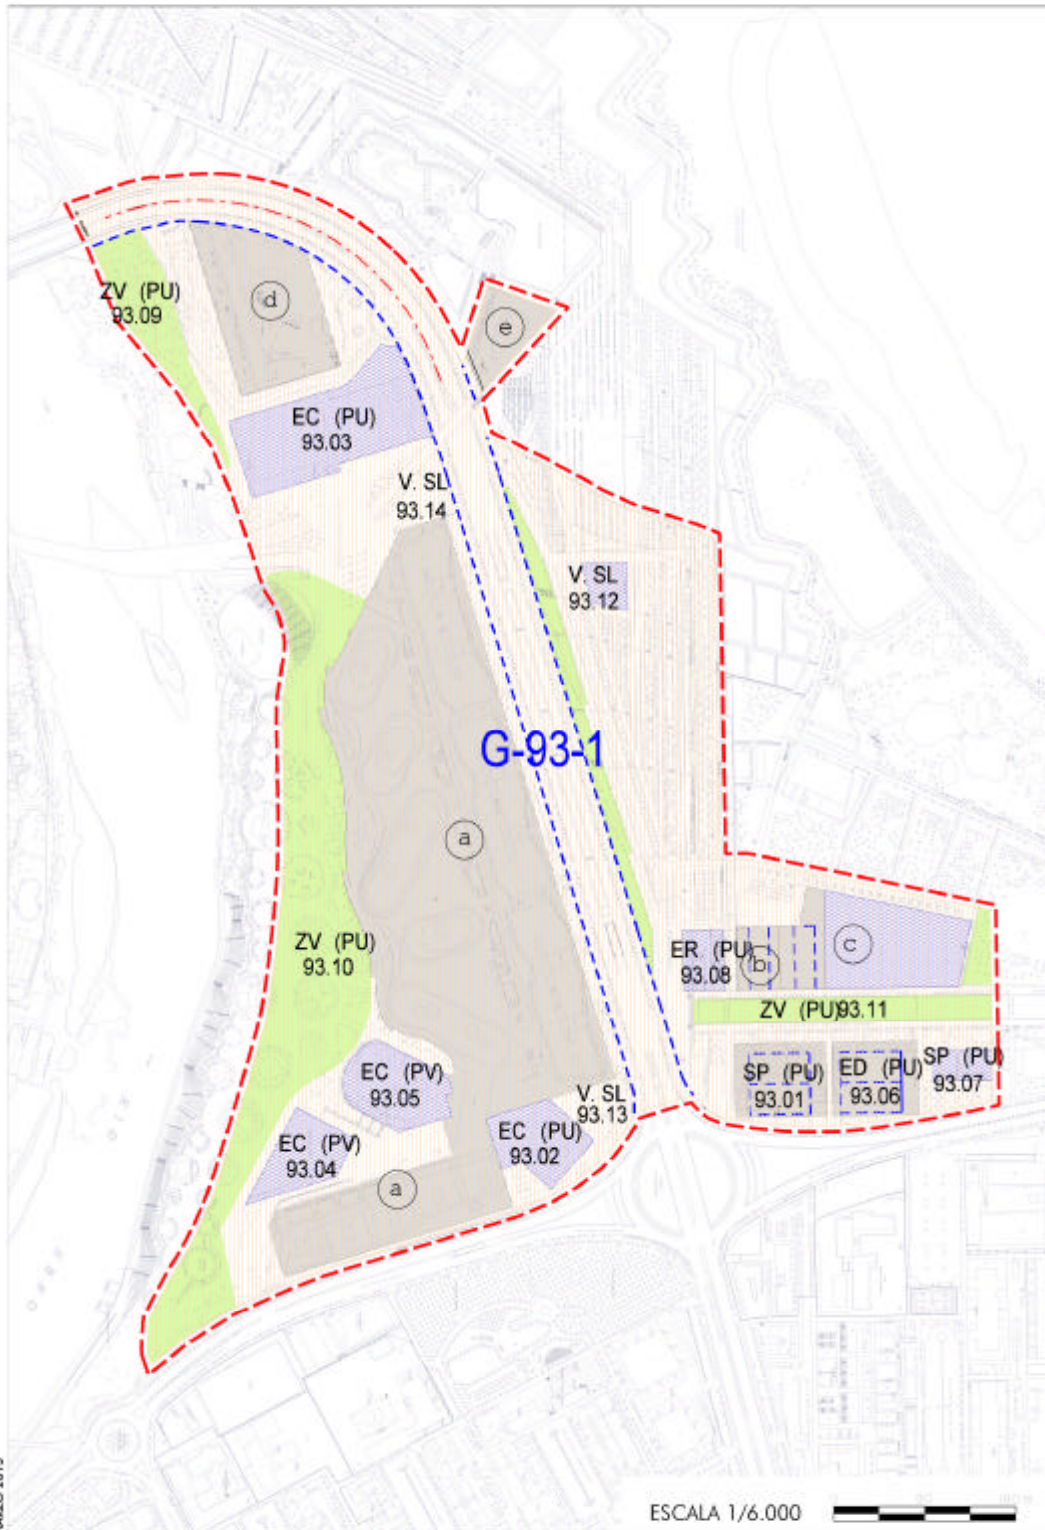 ZV (PU)
93.09
d
e
EC (PU)
93.03
V. SL
93.14
V. SL
93.12
G-93-1
a
ZV (PU)
93.10
ER (PU)
93.08
b
c
ZV (PU)93.11
EC (PV)
93.05
SP (PU)
93.01
ED (PU)
93.06
SP (PU)
93.07
V. SL
93.13
EC (PV)
93.04
EC (PU)
93.02
a
ESCALA 1/6.000